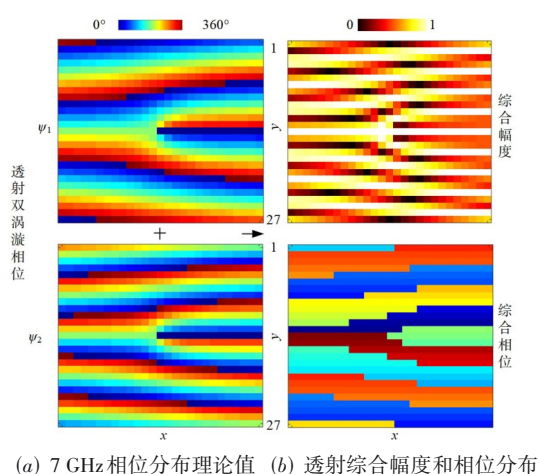 0° 360°
0 1
透射双涡漩相位
ψ1
1
y
27
综合幅度
+
ψ2
1
y
27
综合相位
x
x
(a) 7 GHz相位分布理论值
(b) 透射综合幅度和相位分布